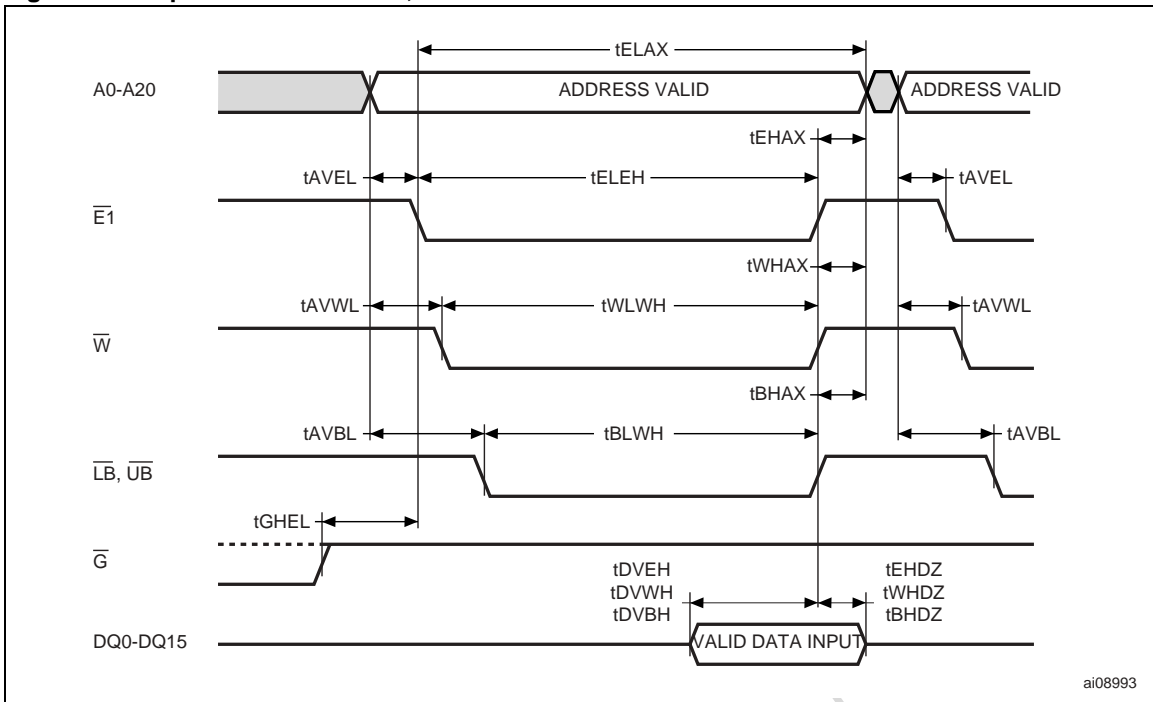 tELAX
A0-A20
ADDRESS VALID
ADDRESS VALID
tEHAX
tAVEL
tELEH
tAVEL
E1
tWHAX
tAVWL
tWLWH
tAVWL
W
tBHAX
tAVBL
tBLWH
tAVBL
LB, UB
tGHEL
G
tDVEH
tDVWH
tDVBH
tEHDZ
tWHDZ
tBHDZ
DQ0-DQ15
VALID DATA INPUT
ai08993